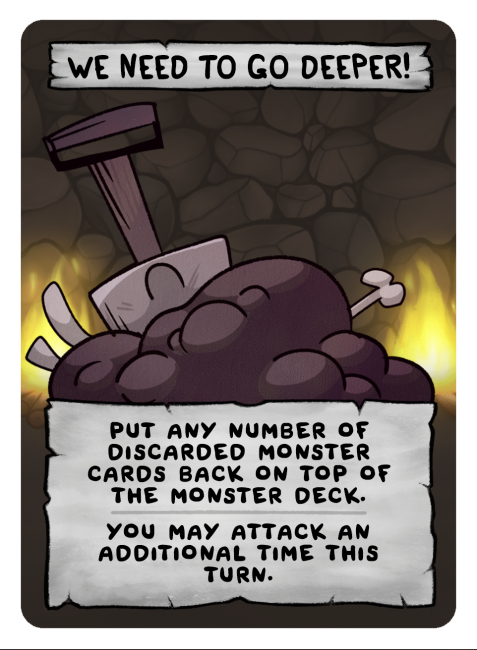 WE NEED TO GO DEEPER!
PUT ANY NUMBER OF
DISCARDED MONSTER
CARDS BACK ON TOP OF
THE MONSTER DECK.
YOU MAY ATTACK AN
ADDITIONAL TIME THIS
TURN.